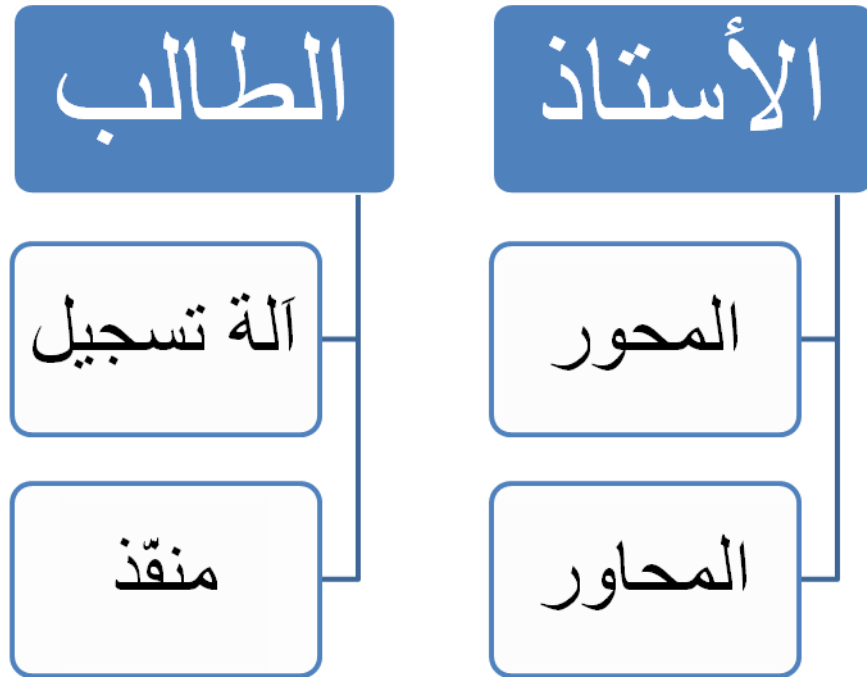 الأستاذ
المحور
المحاور
الطالب
آلة تسجيل
منفّذ